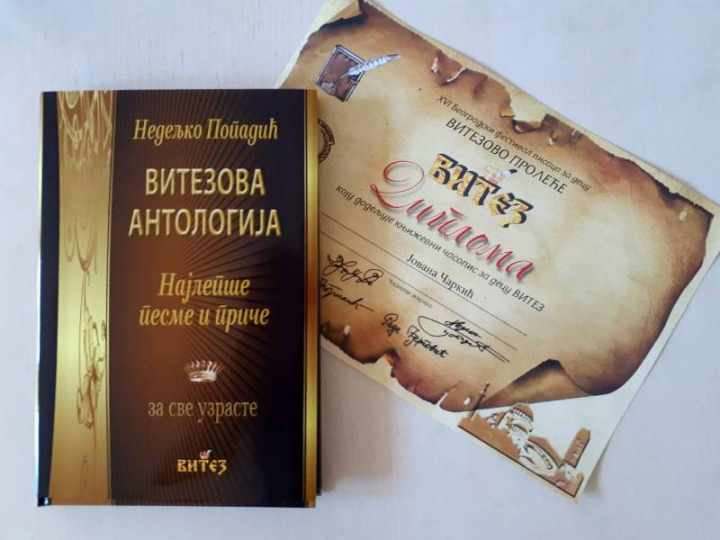 Недељко Попадић
ВИТЕЗОВА
АНТОЛОГИЈА
Најлепше
песме и приче
за све узрасте
ВИТЕЗ
XVI Београдски фестивал писаца за децу
ВИТЕЗОВО ПРОЛЕЋЕ
ВИТЕЗ
Диплома
коју додељује књижевни часопис за децу ВИТЕЗ
Јована Чаркић